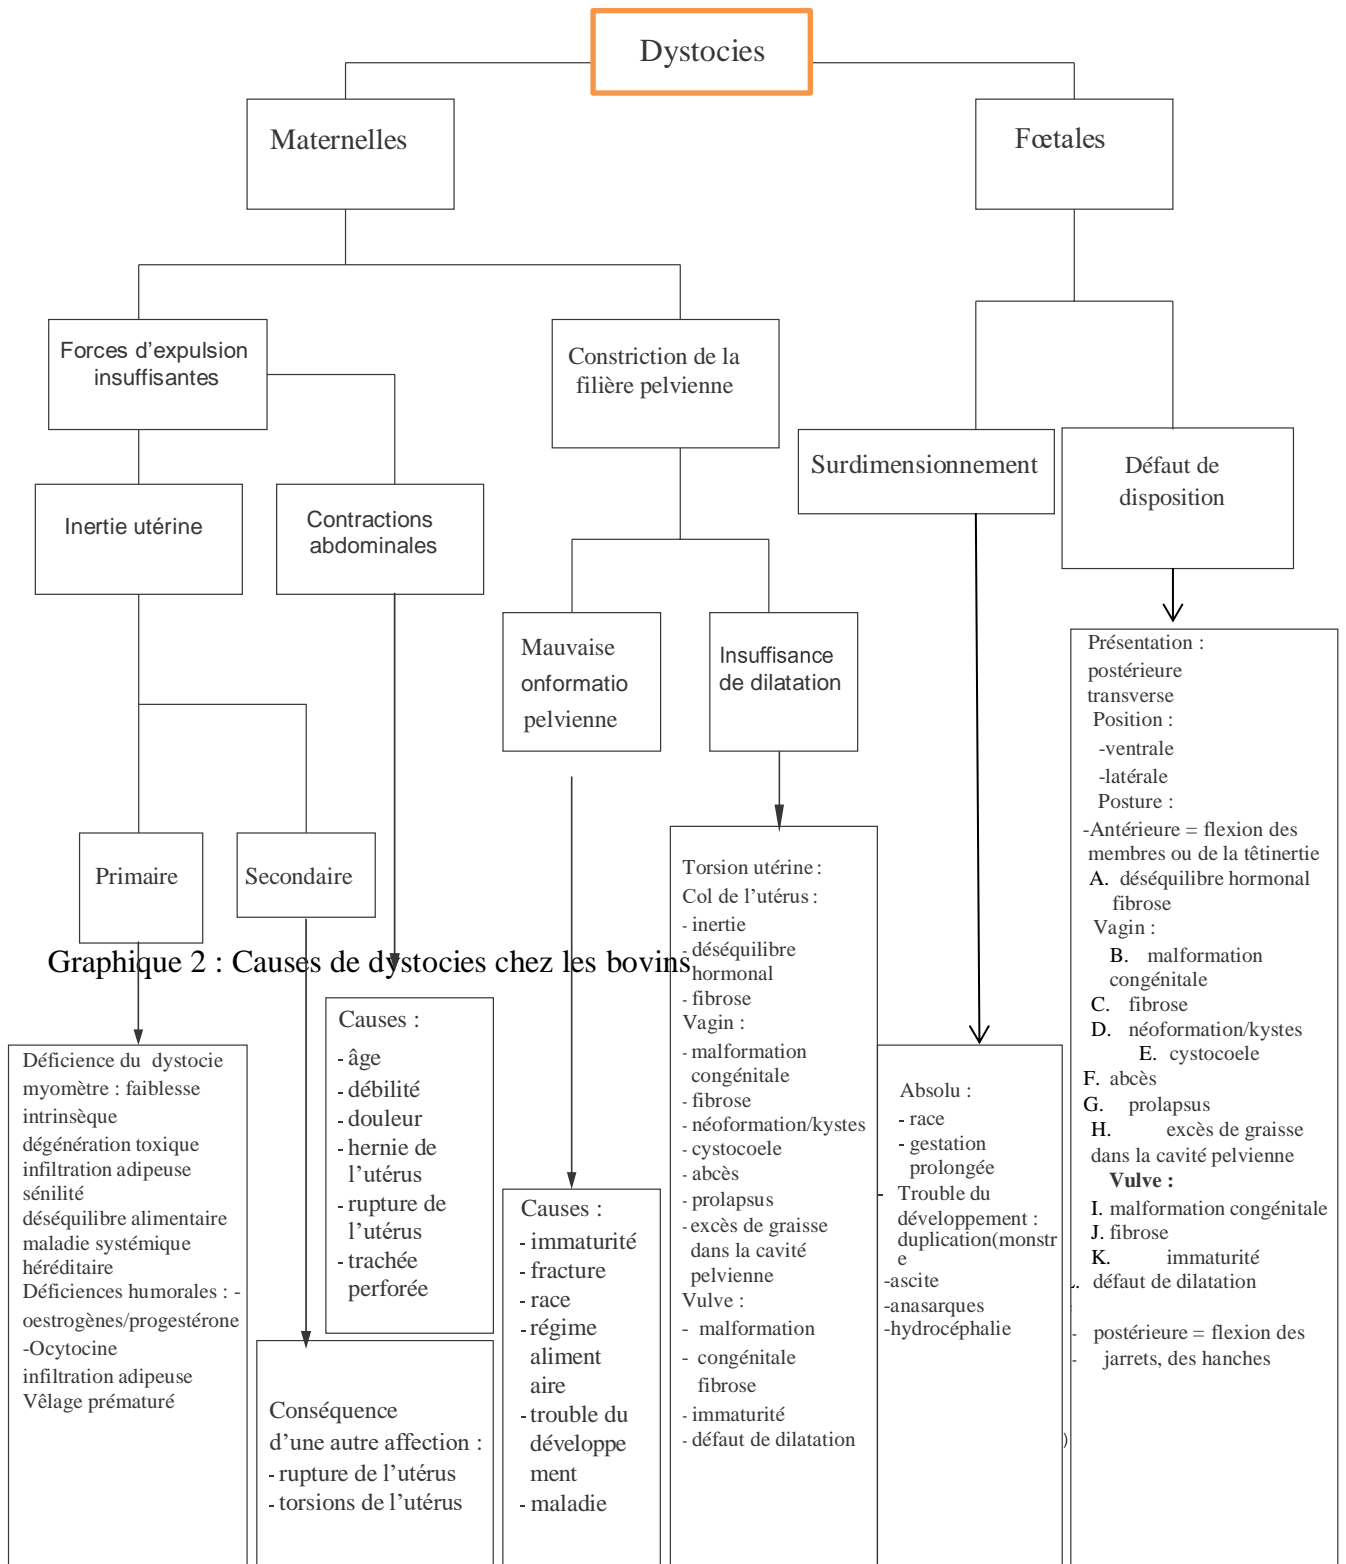 Dystocies
Maternelles
Fœtales
Forces d'expulsion
insuffisantes
Constriction de la
filière pelvienne
Surdimensionnement
Défaut de
disposition
Inertie utérine
Contractions
abdominales
Mauvaise
onformatio
pelvienne
Insuffisance
de dilatation
Primaire
Secondaire
Graphique 2 : Causes de dystocies chez les bovins
Déficience du dystocie
myomètre : faiblesse
intrinsèque
dégénération toxique
infiltration adipeuse
sénilité
déséquilibre alimentaire
maladie systémique
héréditaire
Déficiences humorales : -
oestrogènes/progestérone
-Ocytocine
infiltration adipeuse
Vêlage prématuré
Conséquence
d'une autre affection :
- rupture de l'utérus
- torsions de l'utérus
Causes :
- âge
- débilité
- douleur
- hernie de
l'utérus
- rupture de
l'utérus
- trachée
perforée
Causes :
- immaturité
- fracture
- race
- régime
aliment
aire
- trouble du
développe
ment
- maladie
Torsion utérine :
Col de l'utérus :
- inertie
- déséquilibre
hormonal
- fibrose
Vagin :
- malformation
congénitale
- fibrose
- néoformation/kystes
- cystocoele
- abcès
- prolapsus
- excès de graisse
dans la cavité
pelvienne
Vulve :
- malformation
- congénitale
fibrose
- immaturité
- défaut de dilatation
Absolu :
- race
- gestation
prolongée
- Trouble du
développement :
duplication(monstr
e
-ascite
-anasarques
-hydrocéphalie
Présentation :
postérieure
transverse
Position :
-ventrale
-latérale
Posture :
-Antérieure = flexion des
membres ou de la têtinertie
A. déséquilibre hormonal
fibrose
Vagin :
B. malformation
congénitale
C. fibrose
D. néoformation/kystes
E. cystocoele
F. abcès
G. prolapsus
H. excès de graisse
dans la cavité pelvienne
Vulve :
I. malformation congénitale
J. fibrose
K. immaturité
L. défaut de dilatation
- postérieure = flexion des
- jarrets, des hanches
)